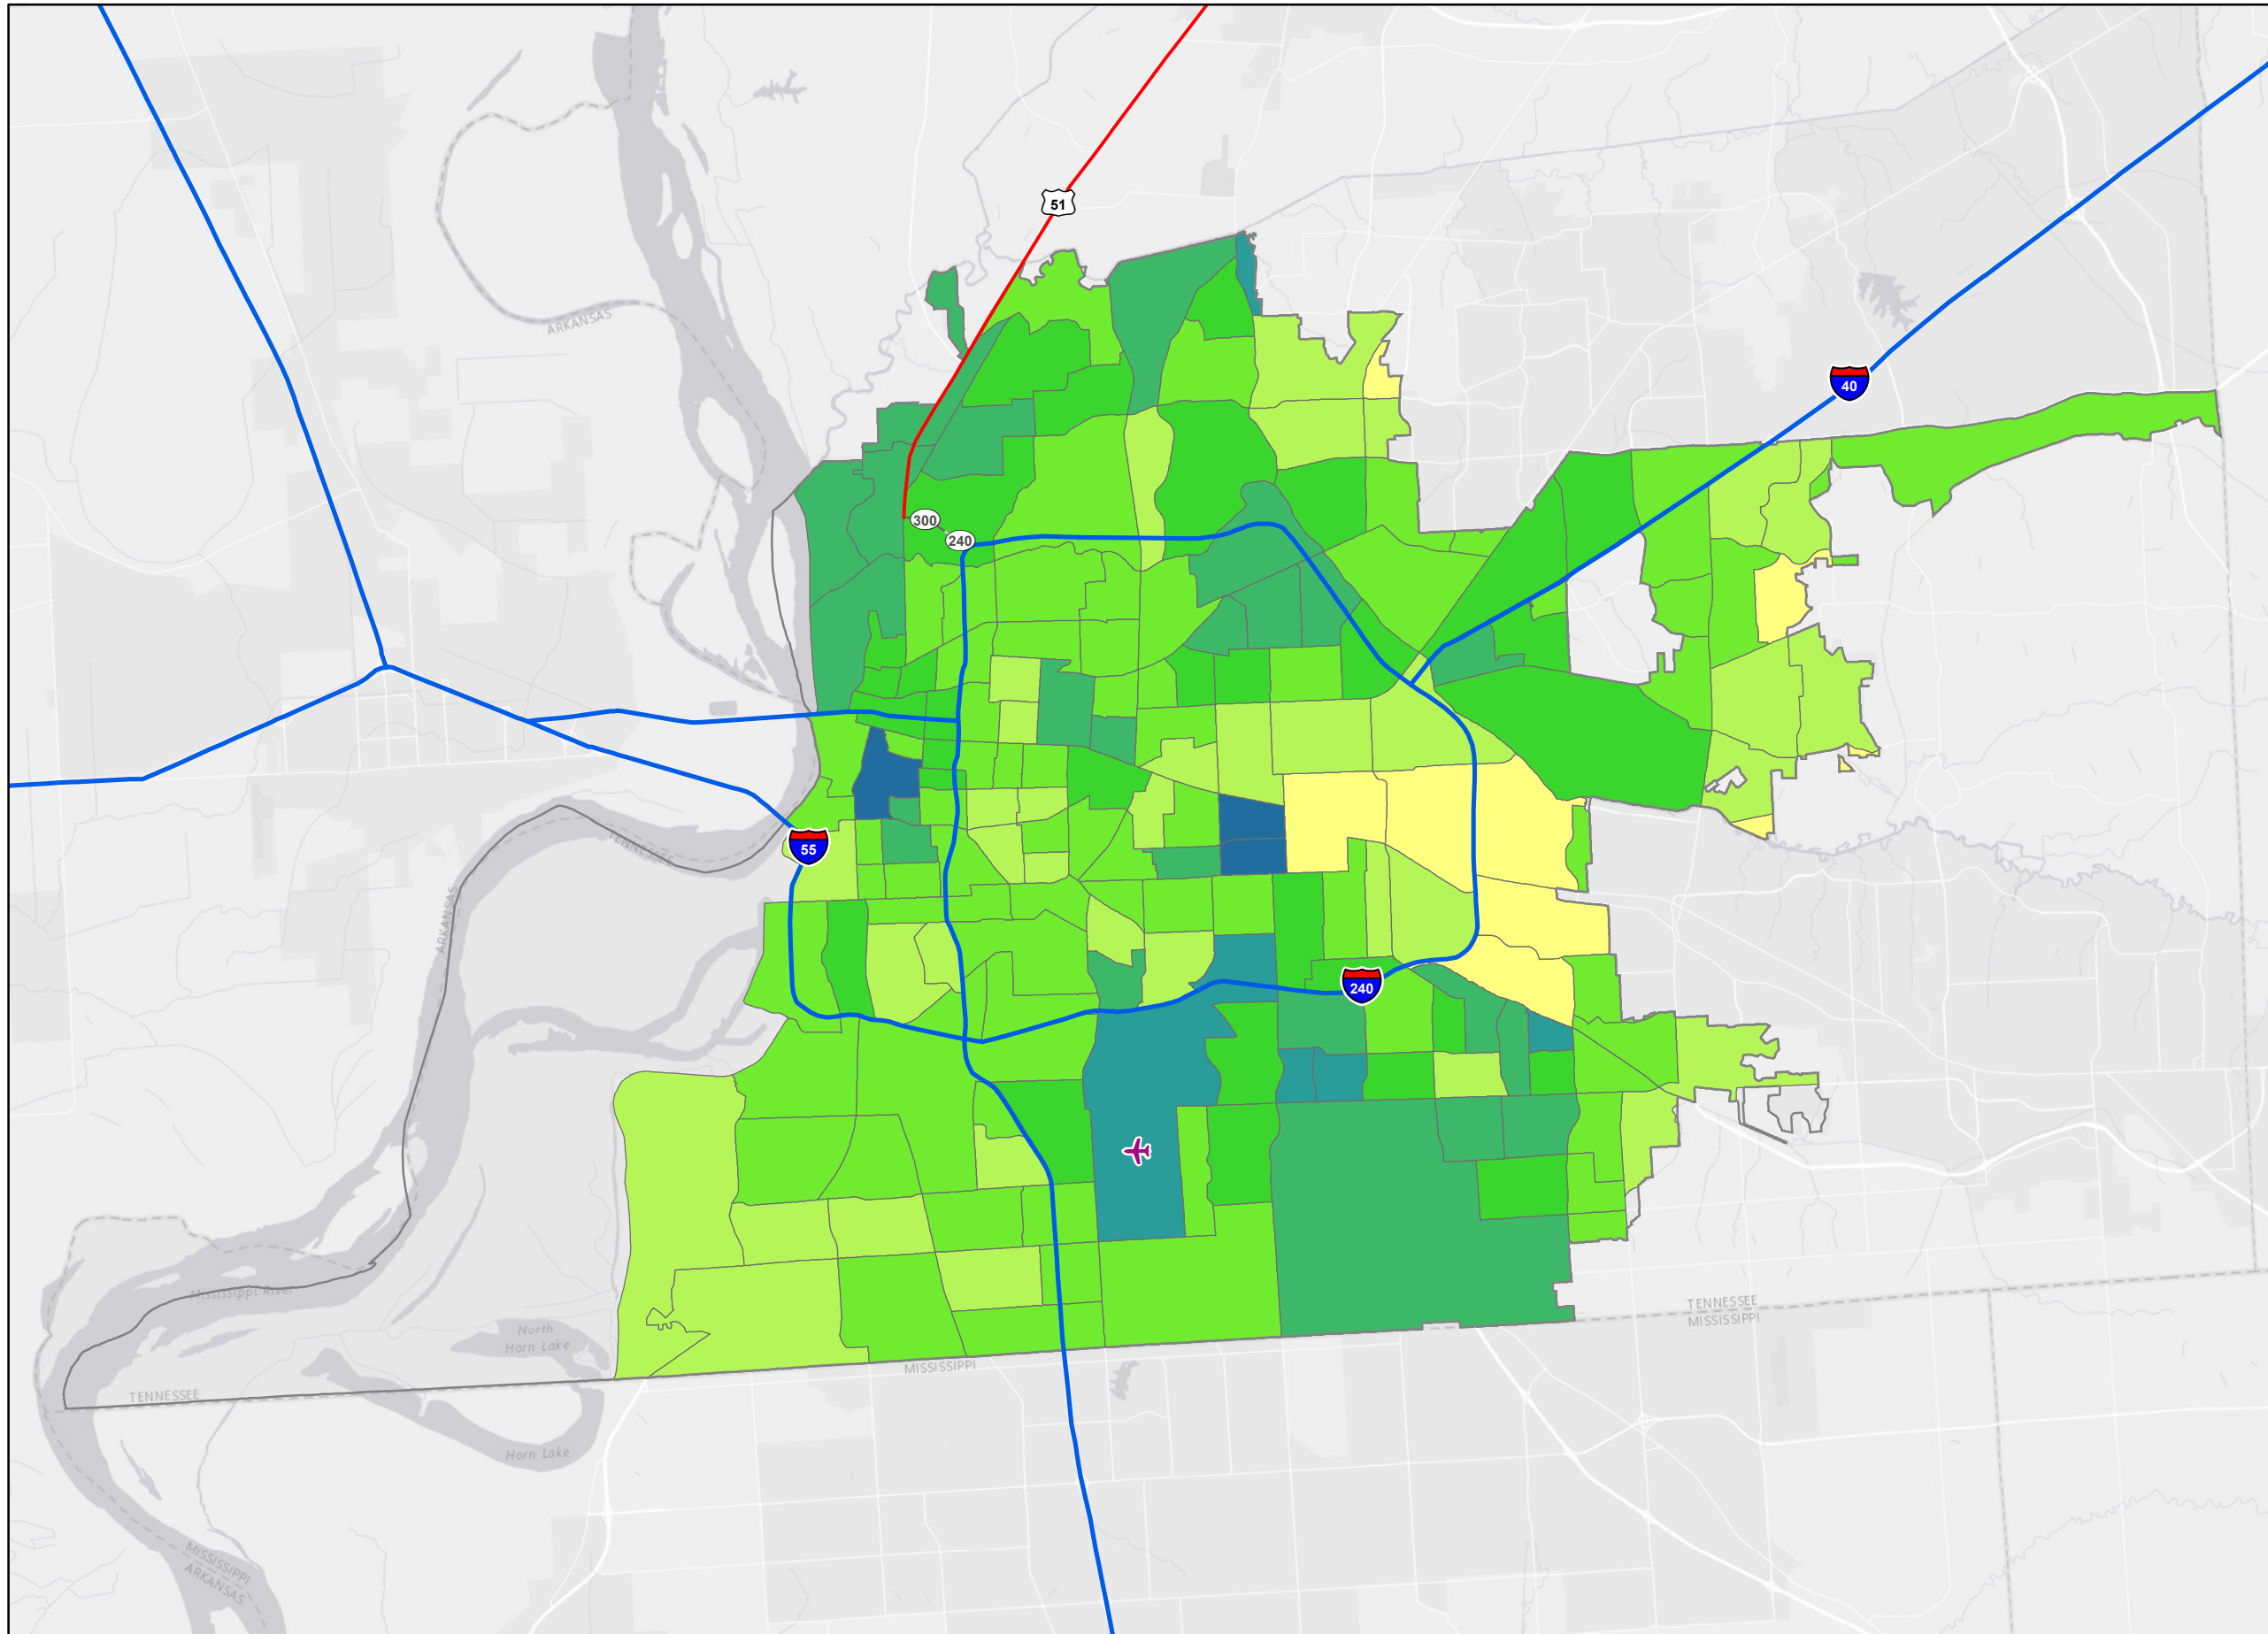 51
ARKANSAS
40
300
240
55
TENNESSEE
ARKANSAS
240
Mississippi River
TENNESSEE
MISSISSIPPI
North
Horn Lake
MISSISSIPPI
TENNESSEE
Horn Lake
MISSISSIPPI
ARKANSAS